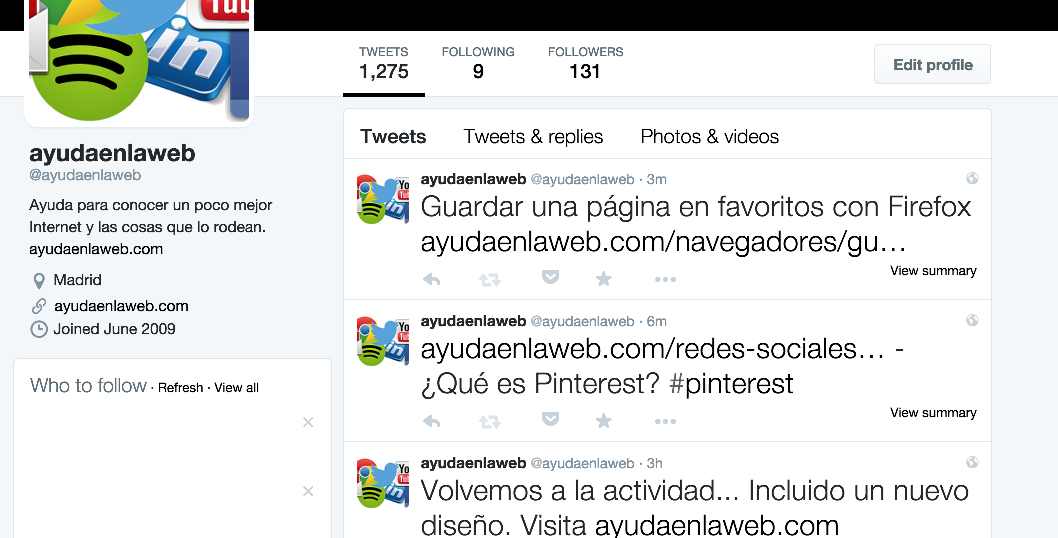 You
Tub
in
TWEETS FOLLOWING FOLLOWERS
1,275 9 131
Edit profile
ayudaenlaweb
@ayudaenlaweb
Ayuda para conocer un poco mejor
Internet y las cosas que lo rodean.
ayudaenlaweb.com
Madrid
ayudaenlaweb.com
Joined June 2009
Who to follow · Refresh · View all
Tweets Tweets & replies Photos & videos
ayudaenlaweb @ayudaenlaweb · 3m
Guardar una página en favoritos con Firefox
ayudaenlaweb.com/navegadores/gu…
View summary
ayudaenlaweb @ayudaenlaweb · 6m
ayudaenlaweb.com/redes-sociales… -
¿Qué es Pinterest? #pinterest
View summary
ayudaenlaweb @ayudaenlaweb · 3h
Volvemos a la actividad... Incluido un nuevo
diseño. Visita ayudaenlaweb.com